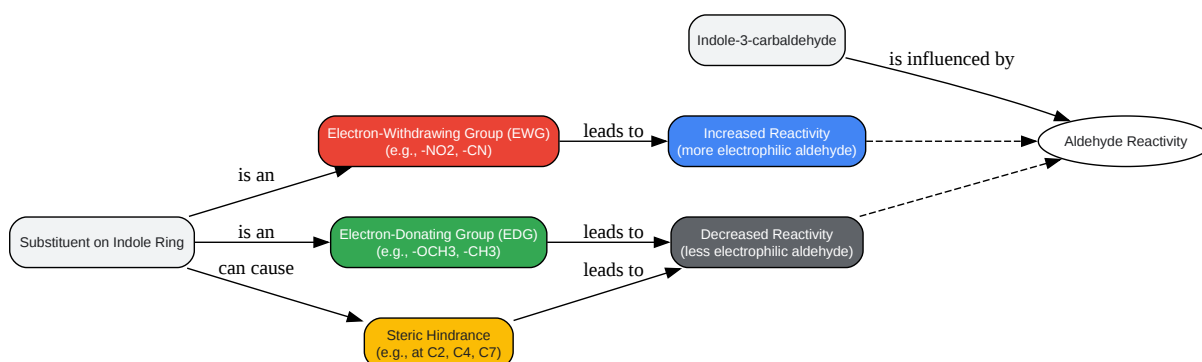 Indole-3-carbaldehyde
is influenced by
Electron-Withdrawing Group (EWG)
(e.g., -NO2, -CN)
leads to
Increased Reactivity
(more electrophilic aldehyde)
Aldehyde Reactivity
is an
Substituent on Indole Ring
is an
Electron-Donating Group (EDG)
(e.g., -OCH3, -CH3)
leads to
Decreased Reactivity
(less electrophilic aldehyde)
can cause
leads to
Steric Hindrance
(e.g., at C2, C4, C7)